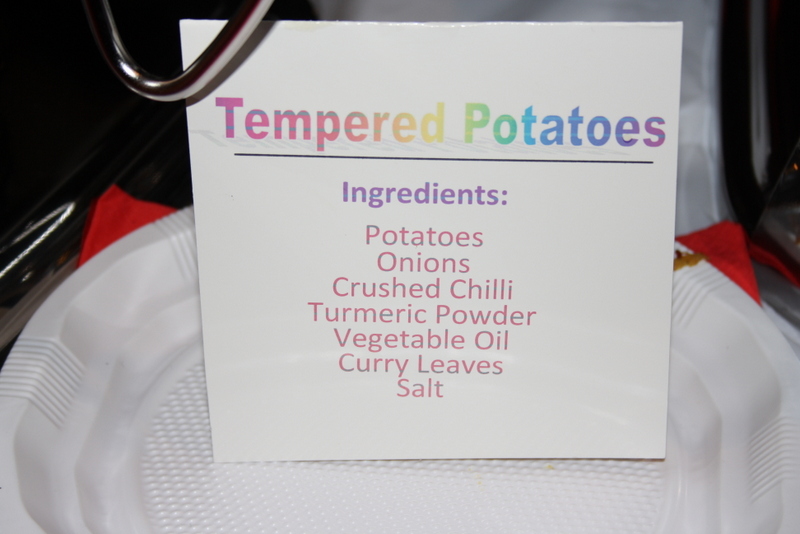 Tempered Potatoes
Ingredients:
Potatoes
Onions
Crushed Chilli
Turmeric Powder
Vegetable Oil
Curry Leaves
Salt